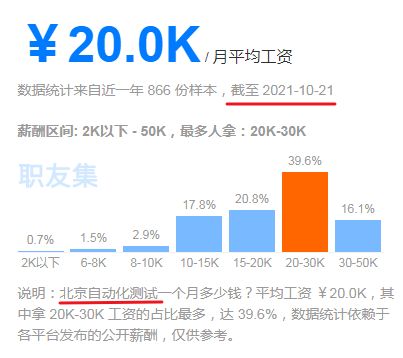 ￥20.0K / 月平均工资
数据统计来自近一年 866 份样本，截至 2021-10-21
薪酬区间: 2K以下 - 50K，最多人拿：20K-30K
职友集
39.6%
20.8%
17.8%
16.1%
2.9%
1.5%
0.7%
2K以下 6-8K 8-10K 10-15K 15-20K 20-30K 30-50K
说明：北京自动化测试一个月多少钱？平均工资 ￥20.0K，其
中拿 20K-30K 工资的占比最多，达 39.6%，数据统计依赖于
各平台发布的公开薪酬，仅供参考。